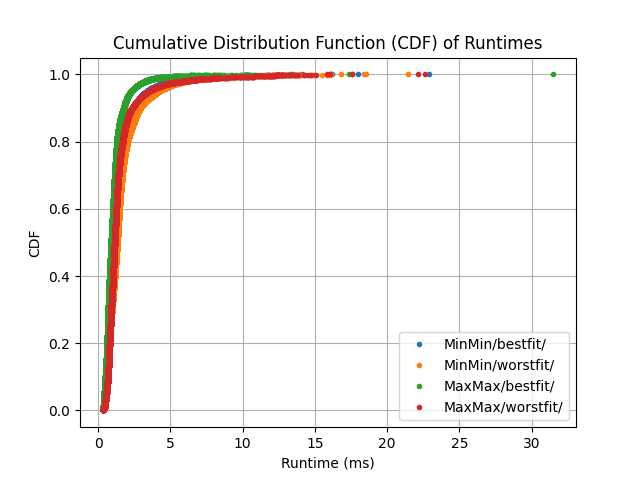 Cumulative Distribution Function (CDF) of Runtimes
1.0
0.8
0.6
0.4
0.2
0.0
CDF
0 5 10 15 20 25 30
Runtime (ms)
MinMin/bestfit/
MinMin/worstfit/
MaxMax/bestfit/
MaxMax/worstfit/